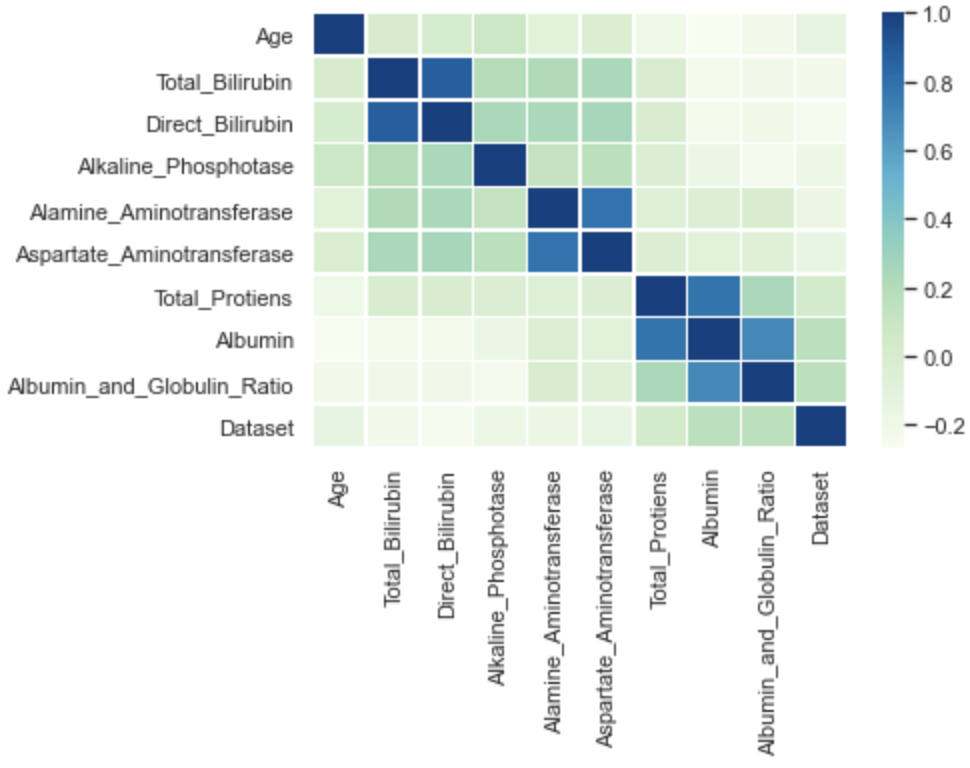 Age
Total_Bilirubin
Direct_Bilirubin
Alkaline_Phosphotase
Alamine_Aminotransferase
Aspartate_Aminotransferase
Total_Protiens
Albumin
Albumin_and_Globulin_Ratio
Dataset
Age
Total_Bilirubin
Direct_Bilirubin
Alkaline_Phosphotase
Alamine_Aminotransferase
Aspartate_Aminotransferase
Total_Protiens
Albumin
Albumin_and_Globulin_Ratio
Dataset
1.0
0.8
0.6
0.4
0.2
0.0
−0.2